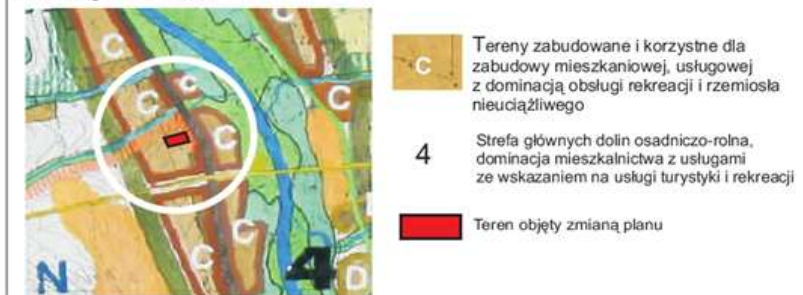 C
C
C
C
C
C
C
C
N
4
D
C
Tereny zabudowane i korzystne dla
zabudowy mieszkaniowej, usługowej
z dominacją obsługi rekreacji i rzemiosła
nieuciążliwego
4
Strefa głównych dolin osadniczo-rolna,
dominacja mieszkalnictwa z usługami
ze wskazaniem na usługi turystyki i rekreacji
Teren objęty zmianą planu